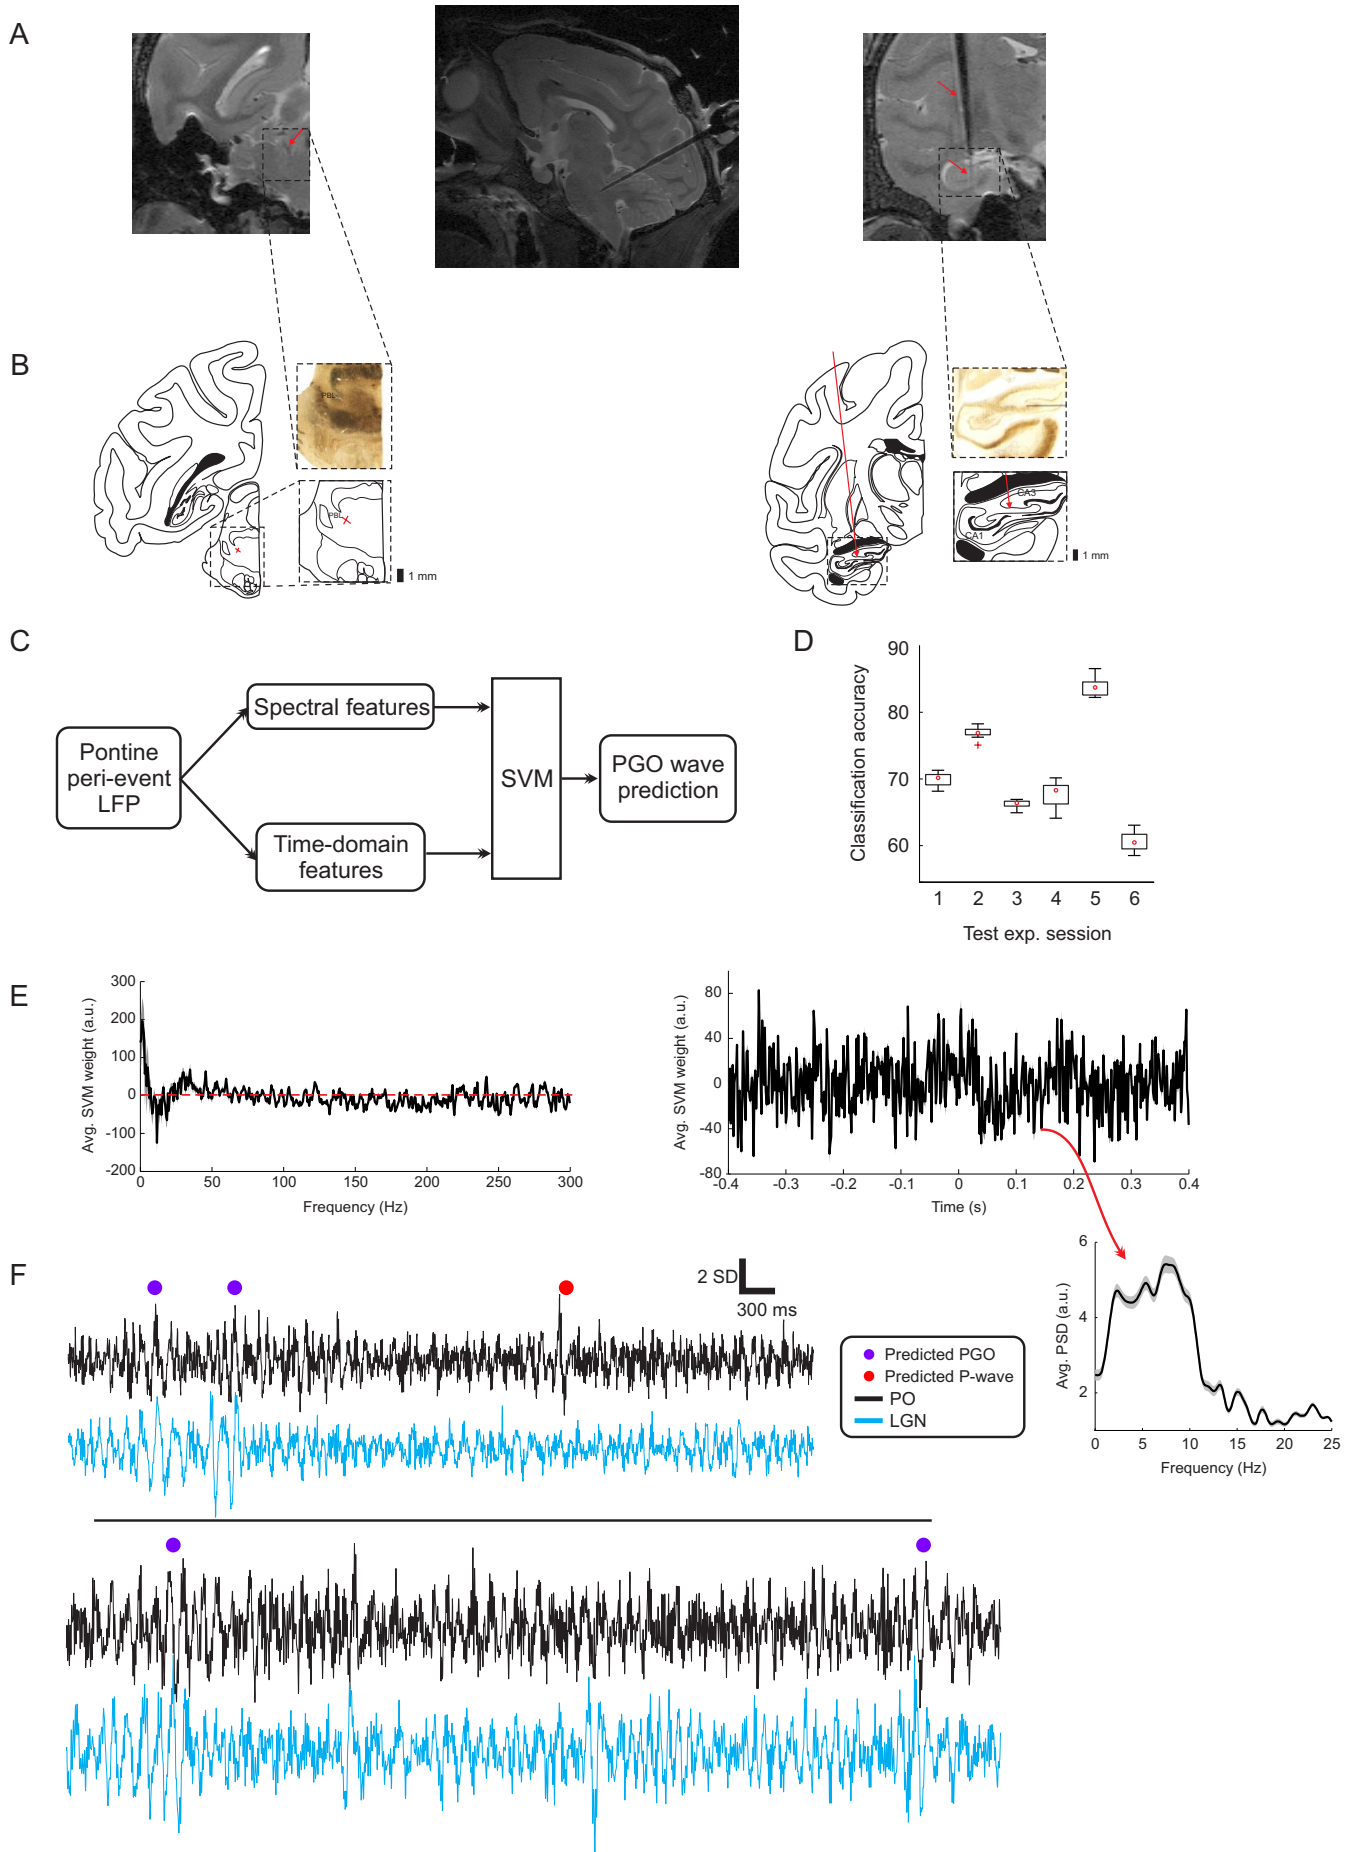 A
B
PBL
PBL
1 mm
CA3
CA1
1 mm
C
Pontine
peri-event
LFP
Spectral features
Time-domain
features
SVM
PGO wave
prediction
D
Classification accuracy
90
80
70
60
1 2 3 4 5 6
Test exp. session
E
Avg. SVM weight (a.u.)
300
200
100
0
-100
-200
0 50 100 150 200 250 300
Frequency (Hz)
Avg. SVM weight (a.u.)
80
40
0
-40
-80
-0.4 -0.3 -0.2 -0.1 0 0.1 0.2 0.3 0.4
Time (s)
Avg. PSD (a.u.)
6
4
2
0 5 10 15 20 25
Frequency (Hz)
F
2 SD
300 ms
Predicted PGO
Predicted P-wave
PO
LGN